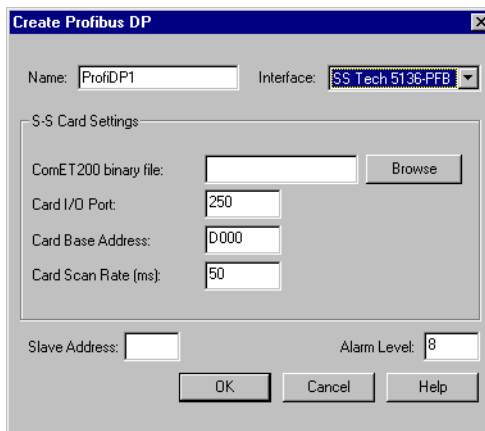 Create Profibus DP
Name: ProfiDP1 Interface: SS Tech 5136-PFB
S-S Card Settings
ComET200 binary file: Browse
Card I/O Port: 250
Card Base Address: D000
Card Scan Rate (ms): 50
Slave Address: Alarm Level: 8
OK Cancel Help